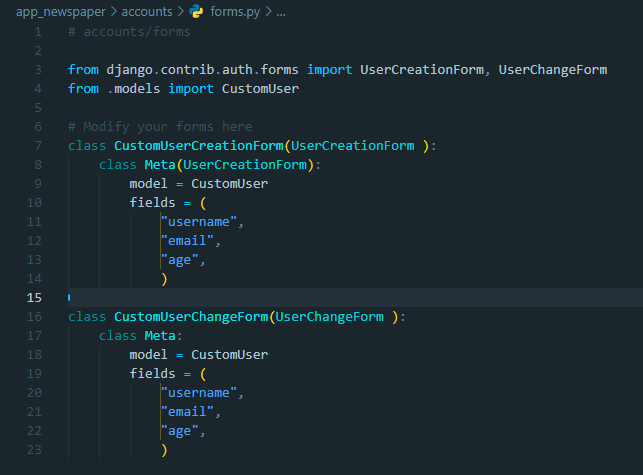 app_newspaper > accounts > forms.py > ...
1 # accounts/forms
2
3 from django.contrib.auth.forms import UserCreationForm, UserChangeForm
4 from .models import CustomUser
5
6 # Modify your forms here
7 class CustomUserCreationForm(UserCreationForm ):
8     class Meta(UserCreationForm):
9         model = CustomUser
10         fields = (
11             "username",
12             "email",
13             "age",
14             )
15
16 class CustomUserChangeForm(UserChangeForm ):
17     class Meta:
18         model = CustomUser
19         fields = (
20             "username",
21             "email",
22             "age",
23             )